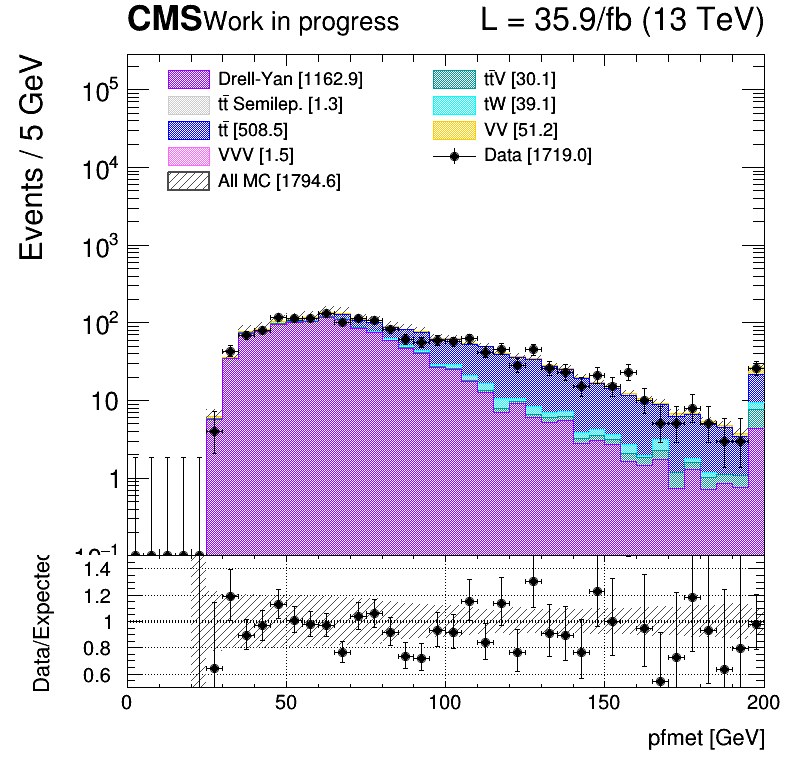 CMS Work in progress L = 35.9/fb (13 TeV)
Events / 5 GeV
Drell-Yan [1162.9]
tt̄ Semilep. [1.3]
tt̄ [508.5]
VVV [1.5]
All MC [1794.6]
tt̄V [30.1]
tW [39.1]
VV [51.2]
Data [1719.0]
10⁵
10⁴
10³
10²
10
1
10⁻¹
Data/Expected
1.4
1.2
1
0.8
0.6
0 50 100 150 200
pfmet [GeV]